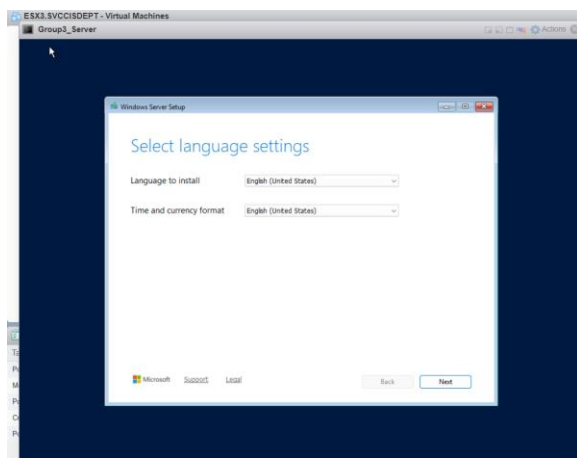 ESX3.SVCCISDEPT - Virtual Machines
Group3_Server
Actions
Windows Server Setup
Select language settings
Language to install
English (United States)
Time and currency format
English (United States)
Microsoft
Support
Legal
Back
Next